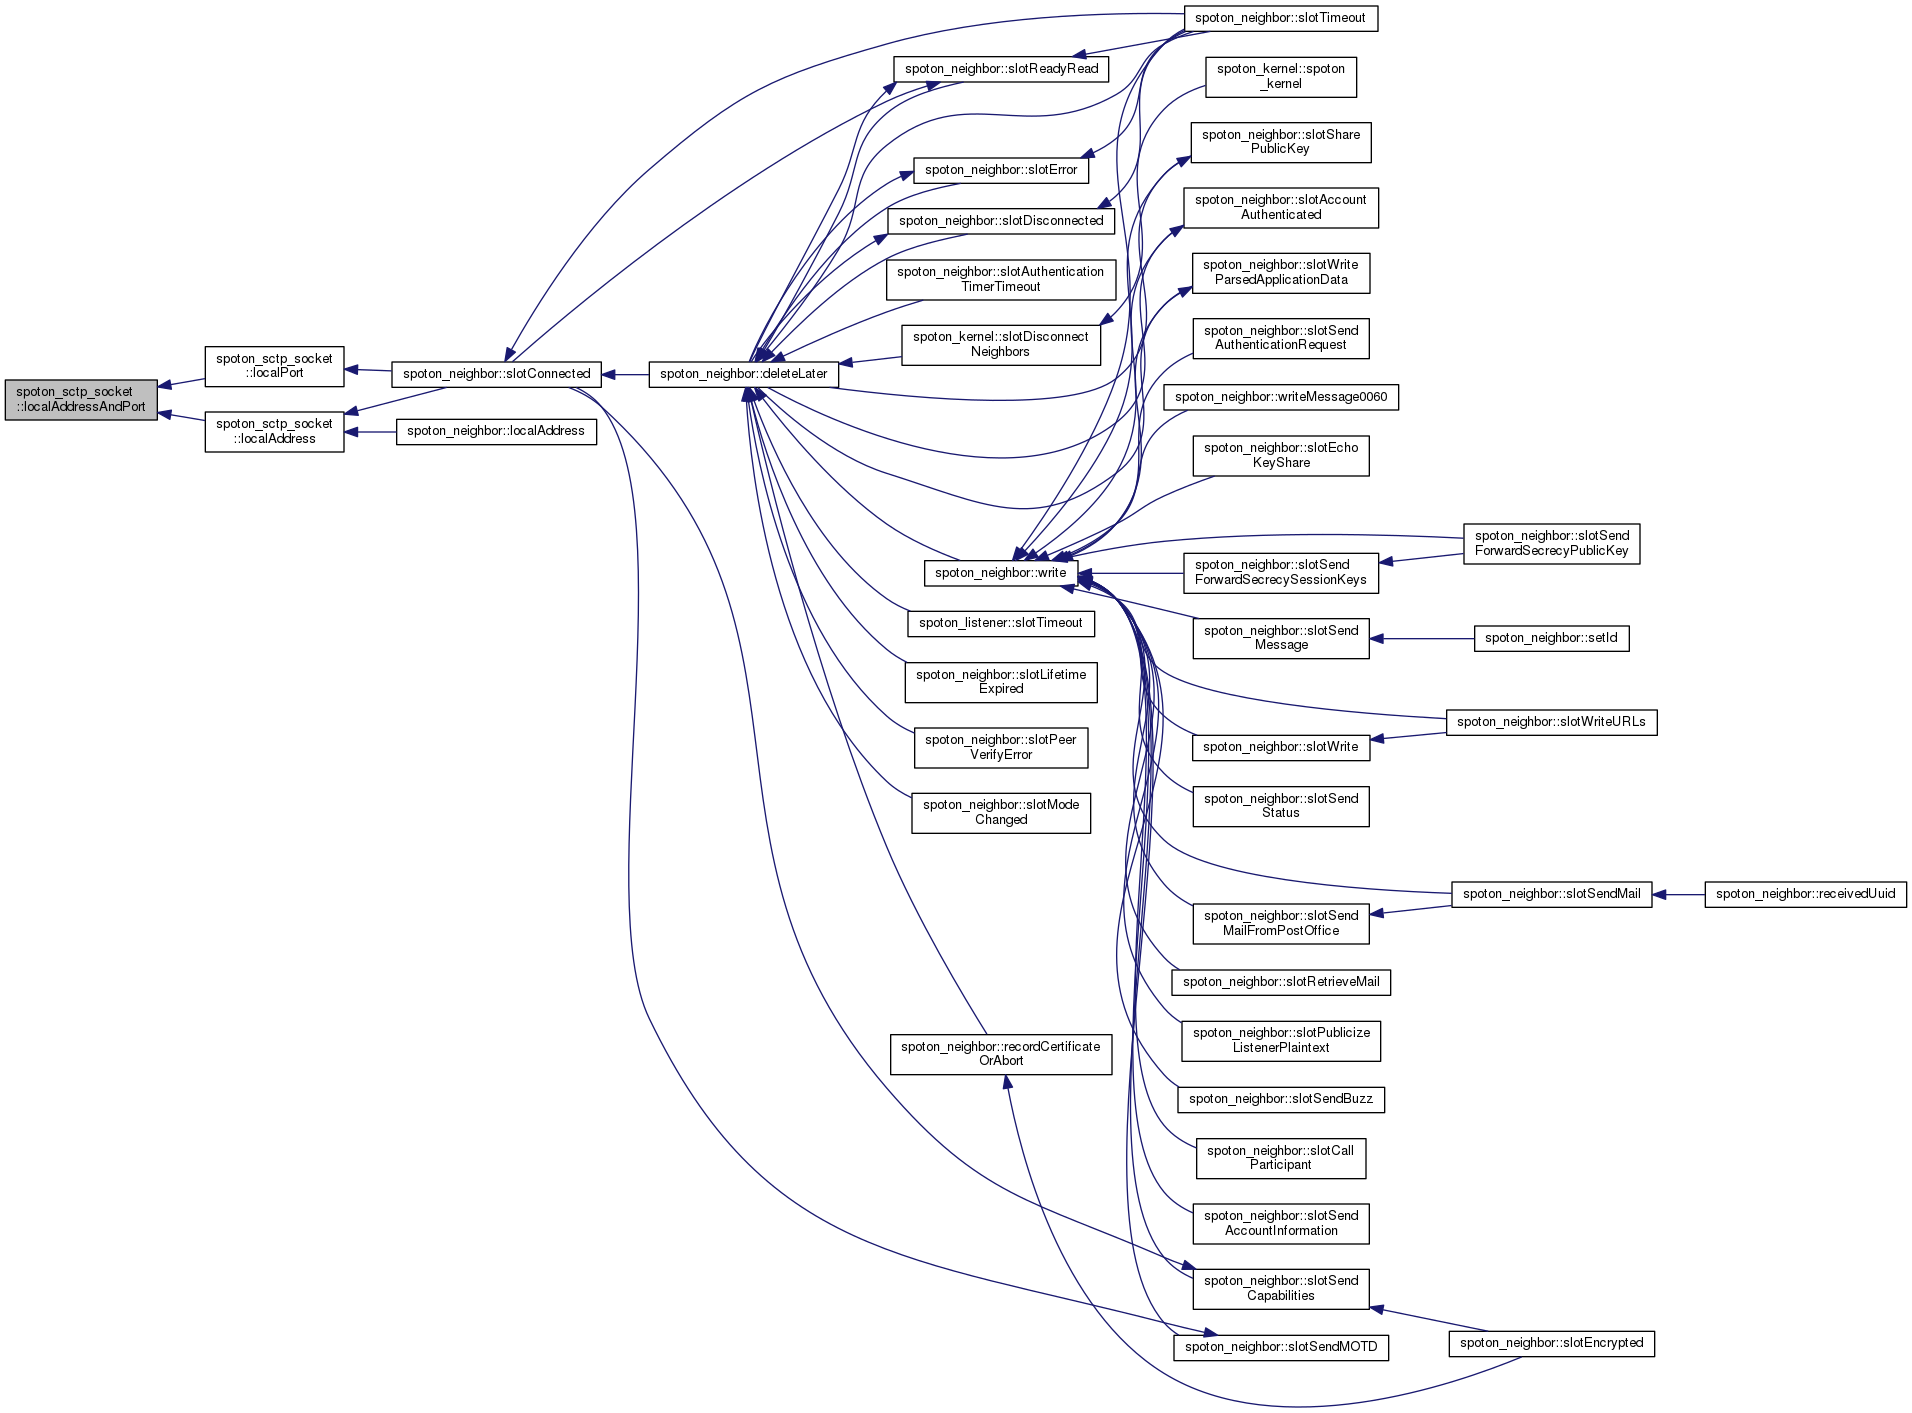 spoton_sctp_socket
::localAddressAndPort
spoton_sctp_socket
::localPort
spoton_sctp_socket
::localAddress
spoton_neighbor::slotConnected
spoton_neighbor::localAddress
spoton_neighbor::deleteLater
spoton_neighbor::slotReadyRead
spoton_neighbor::slotError
spoton_neighbor::slotDisconnected
spoton_neighbor::slotAuthentication
TimerTimeout
spoton_kernel::slotDisconnect
Neighbors
spoton_neighbor::write
spoton_listener::slotTimeout
spoton_neighbor::slotLifetime
Expired
spoton_neighbor::slotPeer
VerifyError
spoton_neighbor::slotMode
Changed
spoton_neighbor::recordCertificate
OrAbort
spoton_neighbor::slotTimeout
spoton_kernel::spoton
_kernel
spoton_neighbor::slotShare
PublicKey
spoton_neighbor::slotAccount
Authenticated
spoton_neighbor::slotWrite
ParsedApplicationData
spoton_neighbor::slotSend
AuthenticationRequest
spoton_neighbor::writeMessage0060
spoton_neighbor::slotEcho
KeyShare
spoton_neighbor::slotSend
ForwardSecrecySessionKeys
spoton_neighbor::slotSend
Message
spoton_neighbor::slotWrite
spoton_neighbor::slotSend
Status
spoton_neighbor::slotSend
MailFromPostOffice
spoton_neighbor::slotRetrieveMail
spoton_neighbor::slotPublicize
ListenerPlaintext
spoton_neighbor::slotSendBuzz
spoton_neighbor::slotCall
Participant
spoton_neighbor::slotSend
AccountInformation
spoton_neighbor::slotSend
Capabilities
spoton_neighbor::slotSendMOTD
spoton_neighbor::slotSend
ForwardSecrecyPublicKey
spoton_neighbor::setId
spoton_neighbor::slotWriteURLs
spoton_neighbor::slotSendMail
spoton_neighbor::slotEncrypted
spoton_neighbor::receivedUuid